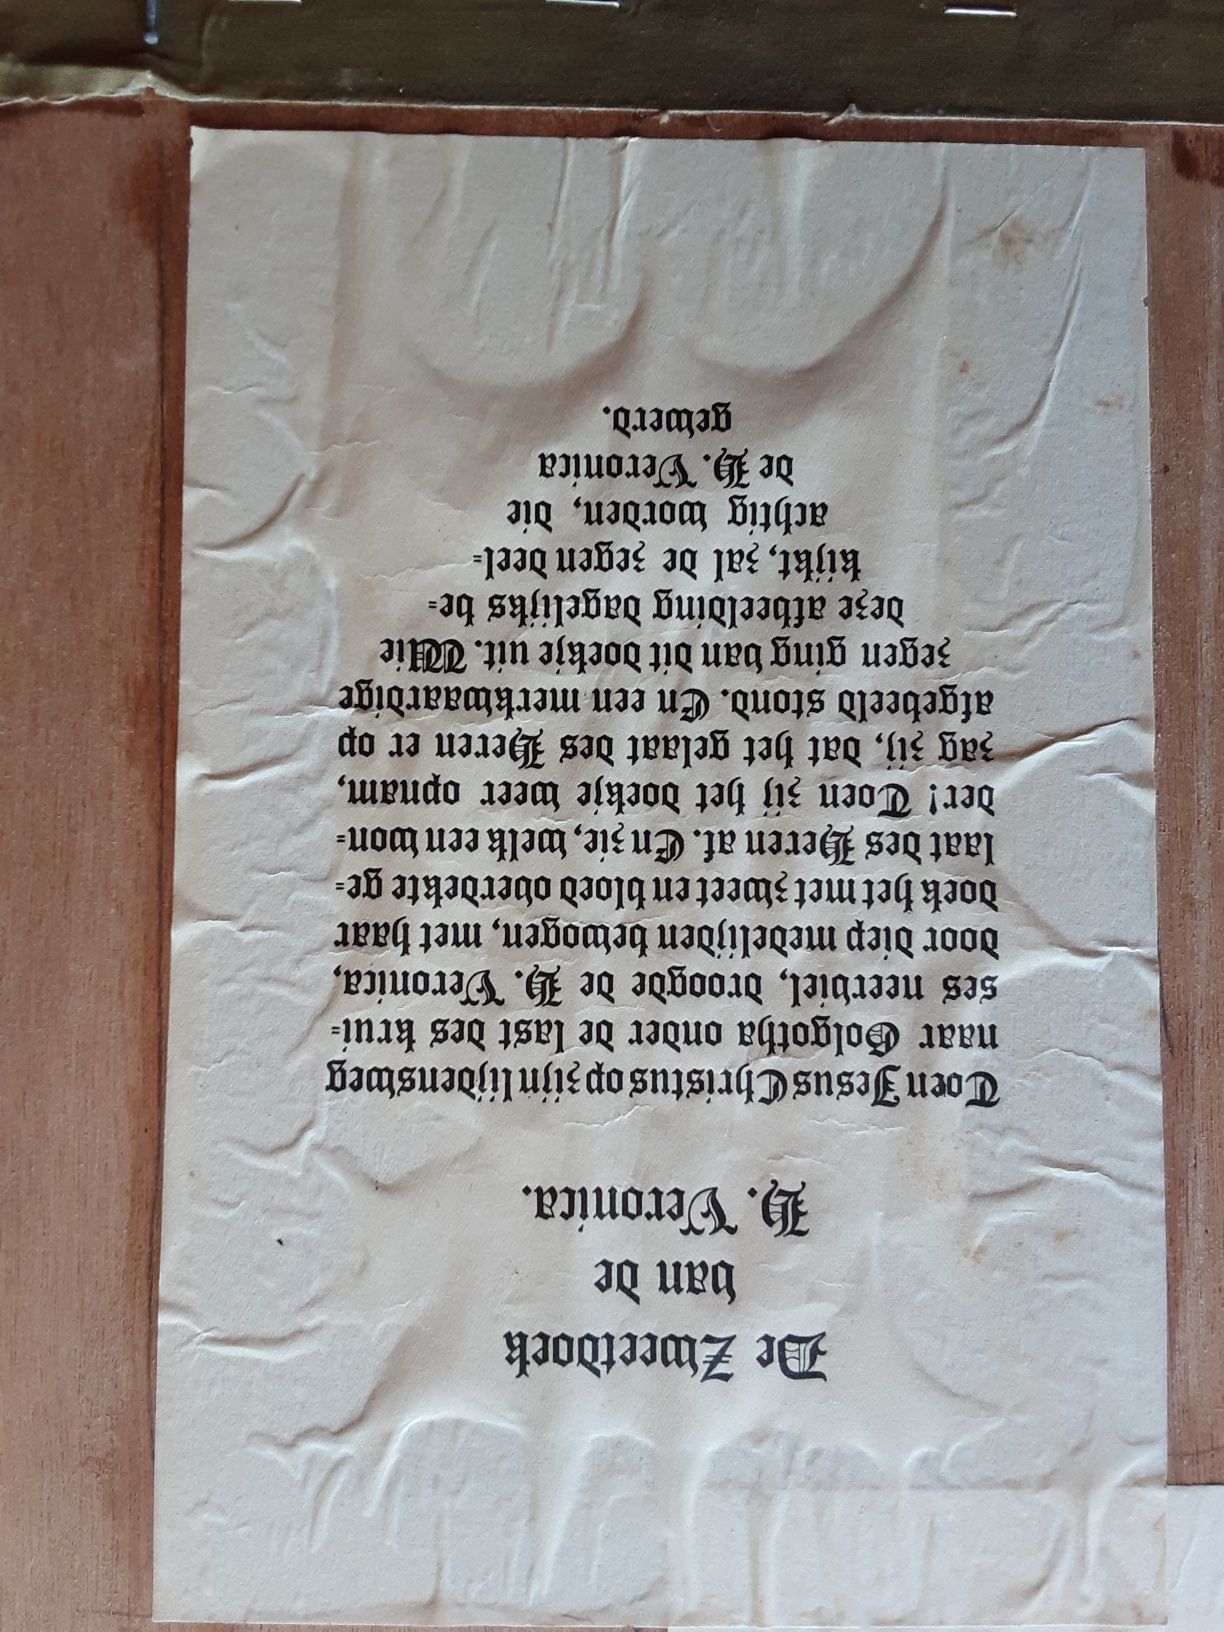 De Zweetdoek
van de
H. Veronica.
Toen Jesus Christus op zijn lijdensweg
naar Golgotha onder de last des krui=
ses neerviel, droogde de H. Veronica,
door diep medelijden bewogen, met haar
doek het met zweet en bloed overdekte ge=
laat des Heren af. En zie, welk een won=
der! Toen zij het doekje weer opnam,
zag zij, dat het gelaat des Heren er op
afgebeeld stond. En een merkwaardige
zegen ging van dit doekje uit. Wie
deze afbeelding dagelijks be=
kijkt, zal de zegen deel=
achtig worden, die
de H. Veronica
gewerd.